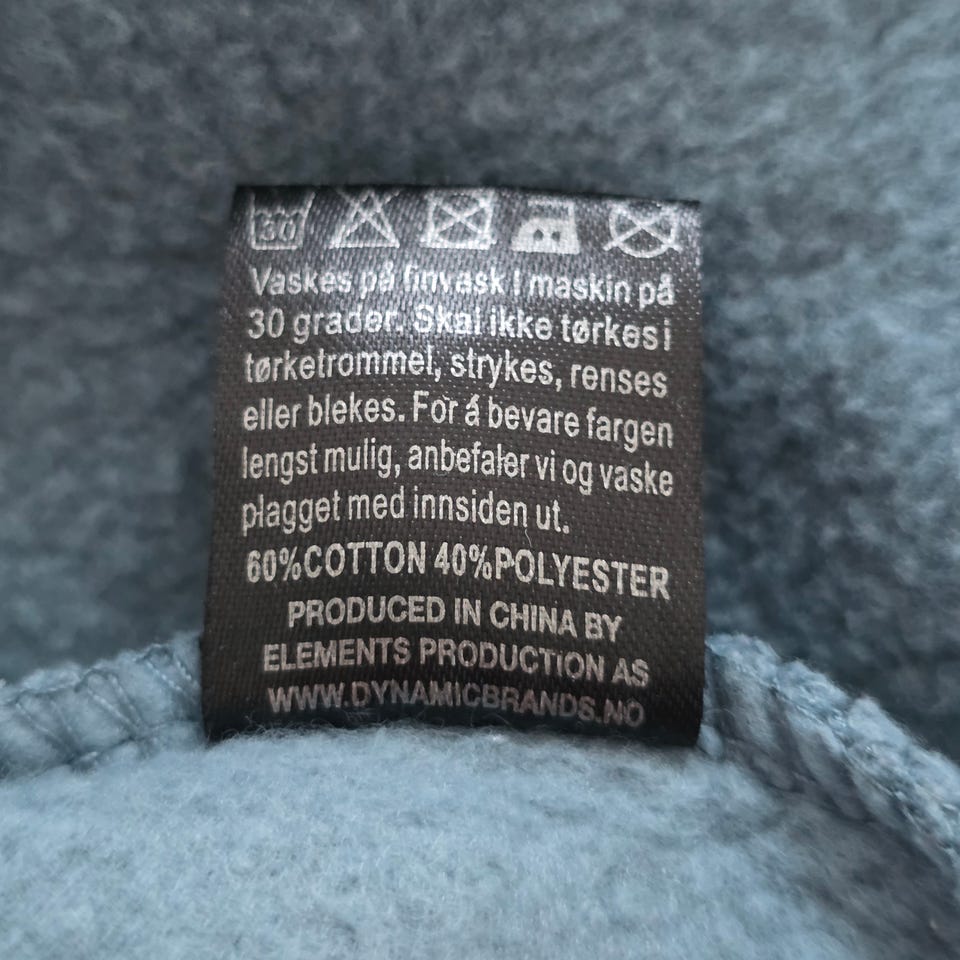 30
Vaskes på finvask I maskin på
30 grader. Skal ikke tørkes i
tørketrommel, strykes, renses
eller blekes. For å bevare fargen
lengst mulig, anbefaler vi og vaske
plagget med innsiden ut.
60%COTTON 40%POLYESTER
PRODUCED IN CHINA BY
ELEMENTS PRODUCTION AS
WWW.DYNAMICBRANDS.NO